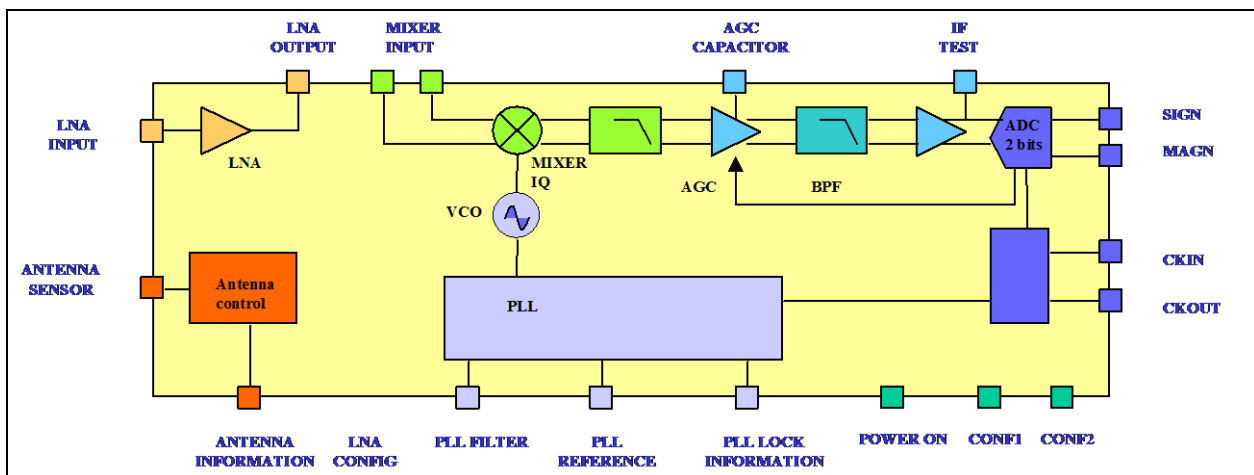 LNA
OUTPUT
MIXER
INPUT
AGC
CAPACITOR
IF
TEST
LNA
INPUT
LNA
MIXER
IQ
AGC
BPF
ADC
2 bits
SIGN
MAGN
VCO
ANTENNA
SENSOR
Antenna
control
PLL
CKIN
CKOUT
ANTENNA
INFORMATION
LNA
CONFIG
PLL FILTER
PLL
REFERENCE
PLL LOCK
INFORMATION
POWER ON
CONF1
CONF2